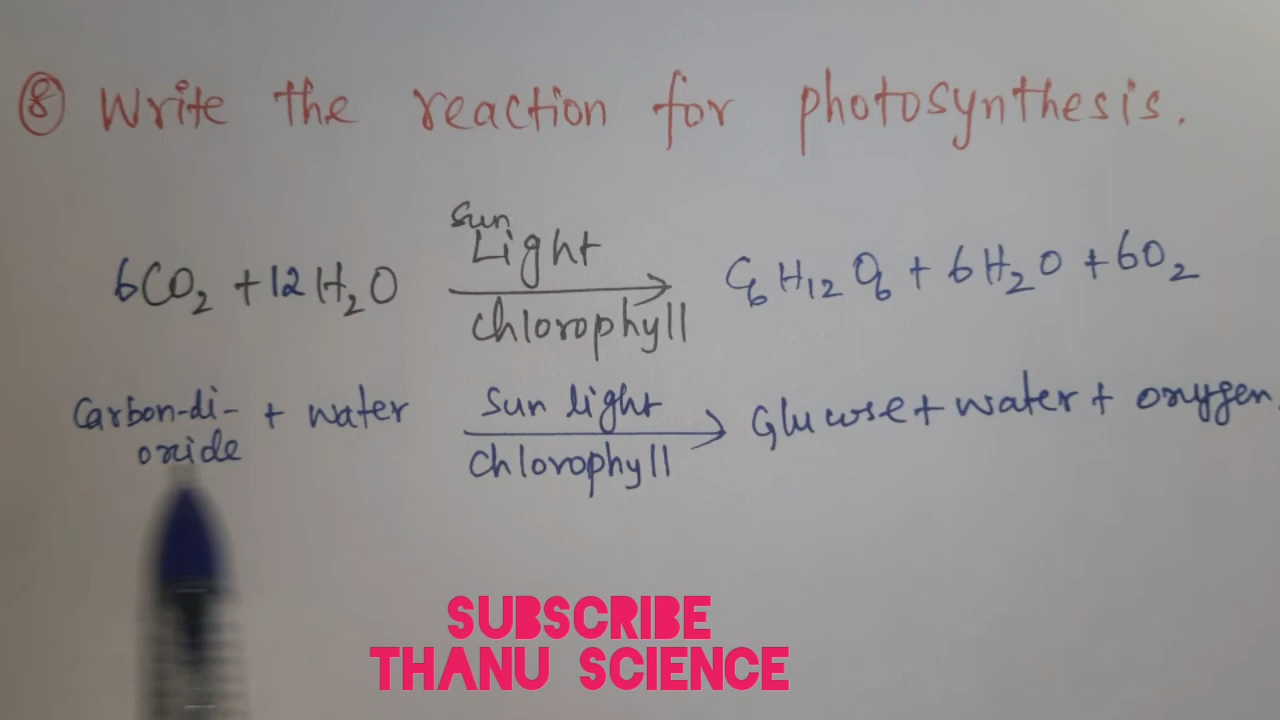 ⑧ Write the reaction for photosynthesis.
6CO₂ + 12H₂O Sun Light → chlorophyll C₆H₁₂O₆ + 6H₂O + 6O₂
Carbon-di-oxide + water Sun light → chlorophyll Glucose + water + oxygen.
SUBSCRIBE
THANU SCIENCE